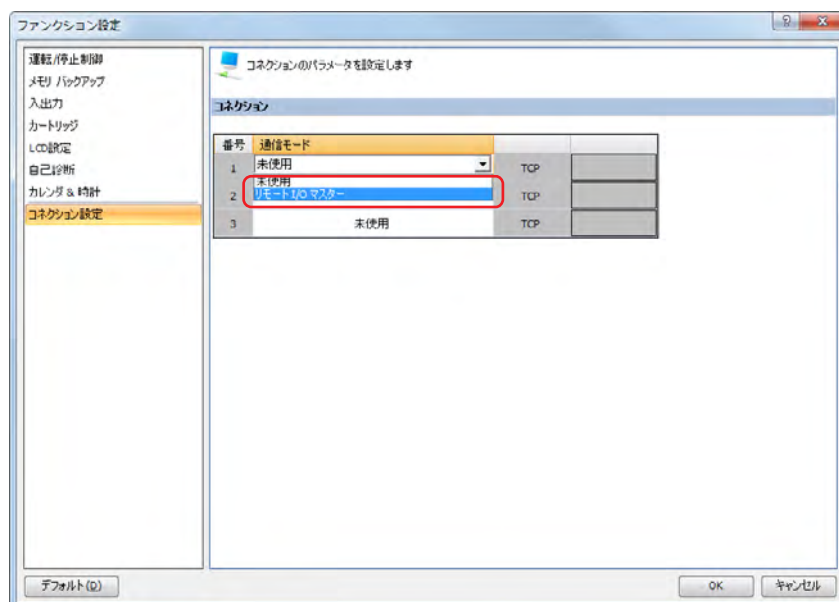 ファンクション設定
運転/停止制御
メモリ バックアップ
入出力
カートリッジ
LCD設定
自己診断
カレンダ & 時計
コネクション設定
コネクションのパラメータを設定します
コネクション
番号 通信モード
1 未使用 TCP
未使用
2 リモートI/O マスター TCP
3 未使用 TCP
デフォルト(D)
OK キャンセル